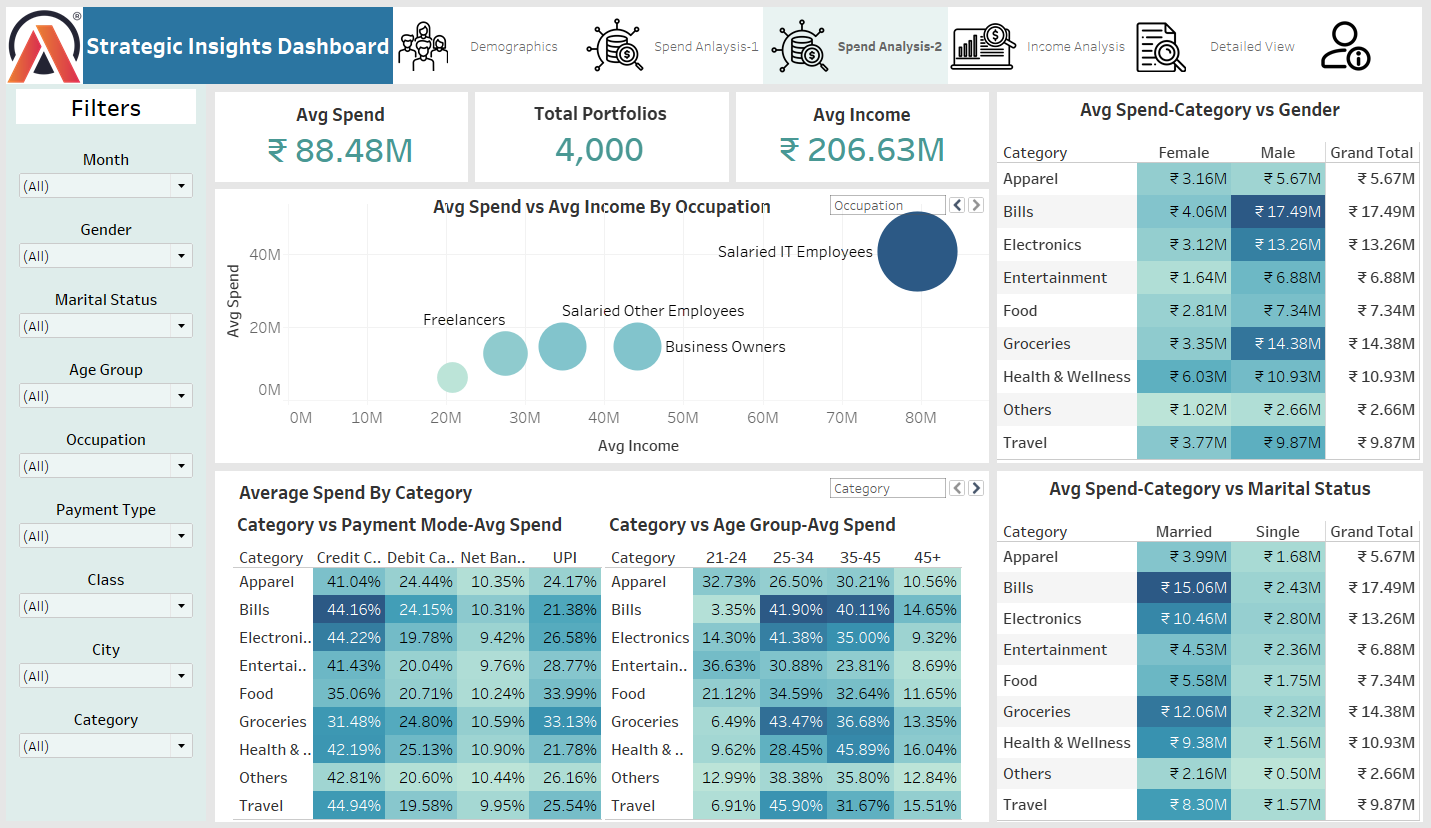 ®
Strategic Insights Dashboard
Demographics
Spend Anlaysis-1
Spend Analysis-2
Income Analysis
Detailed View
Filters
Month
(All)
Gender
(All)
Marital Status
(All)
Age Group
(All)
Occupation
(All)
Payment Type
(All)
Class
(All)
City
(All)
Category
(All)
Avg Spend
₹ 88.48M
Total Portfolios
4,000
Avg Income
₹ 206.63M
Avg Spend vs Avg Income By Occupation
Occupation
Avg Spend
40M
20M
0M
Salaried IT Employees
Salaried Other Employees
Freelancers
Business Owners
0M 10M 20M 30M 40M 50M 60M 70M 80M
Avg Income
Average Spend By Category
Category
Category vs Payment Mode-Avg Spend
Category Credit C.. Debit Ca.. Net Ban.. UPI
Apparel 41.04% 24.44% 10.35% 24.17%
Bills 44.16% 24.15% 10.31% 21.38%
Electroni.. 44.22% 19.78% 9.42% 26.58%
Entertai.. 41.43% 20.04% 9.76% 28.77%
Food 35.06% 20.71% 10.24% 33.99%
Groceries 31.48% 24.80% 10.59% 33.13%
Health & .. 42.19% 25.13% 10.90% 21.78%
Others 42.81% 20.60% 10.44% 26.16%
Travel 44.94% 19.58% 9.95% 25.54%
Category vs Age Group-Avg Spend
Category 21-24 25-34 35-45 45+
Apparel 32.73% 26.50% 30.21% 10.56%
Bills 3.35% 41.90% 40.11% 14.65%
Electronics 14.30% 41.38% 35.00% 9.32%
Entertain.. 36.63% 30.88% 23.81% 8.69%
Food 21.12% 34.59% 32.64% 11.65%
Groceries 6.49% 43.47% 36.68% 13.35%
Health & .. 9.62% 28.45% 45.89% 16.04%
Others 12.99% 38.38% 35.80% 12.84%
Travel 6.91% 45.90% 31.67% 15.51%
Avg Spend-Category vs Gender
Category Female Male Grand Total
Apparel ₹ 3.16M ₹ 5.67M ₹ 5.67M
Bills ₹ 4.06M ₹ 17.49M ₹ 17.49M
Electronics ₹ 3.12M ₹ 13.26M ₹ 13.26M
Entertainment ₹ 1.64M ₹ 6.88M ₹ 6.88M
Food ₹ 2.81M ₹ 7.34M ₹ 7.34M
Groceries ₹ 3.35M ₹ 14.38M ₹ 14.38M
Health & Wellness ₹ 6.03M ₹ 10.93M ₹ 10.93M
Others ₹ 1.02M ₹ 2.66M ₹ 2.66M
Travel ₹ 3.77M ₹ 9.87M ₹ 9.87M
Avg Spend-Category vs Marital Status
Category Married Single Grand Total
Apparel ₹ 3.99M ₹ 1.68M ₹ 5.67M
Bills ₹ 15.06M ₹ 2.43M ₹ 17.49M
Electronics ₹ 10.46M ₹ 2.80M ₹ 13.26M
Entertainment ₹ 4.53M ₹ 2.36M ₹ 6.88M
Food ₹ 5.58M ₹ 1.75M ₹ 7.34M
Groceries ₹ 12.06M ₹ 2.32M ₹ 14.38M
Health & Wellness ₹ 9.38M ₹ 1.56M ₹ 10.93M
Others ₹ 2.16M ₹ 0.50M ₹ 2.66M
Travel ₹ 8.30M ₹ 1.57M ₹ 9.87M